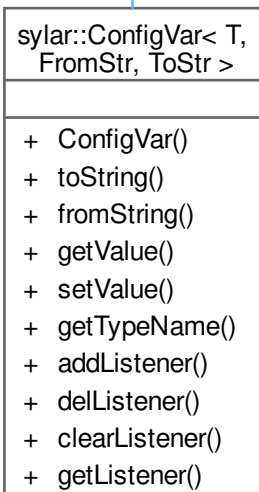 sylar::ConfigVar< T,
FromStr, ToStr >
+ ConfigVar()
+ toString()
+ fromString()
+ getValue()
+ setValue()
+ getTypeName()
+ addListener()
+ delListener()
+ clearListener()
+ getListener()